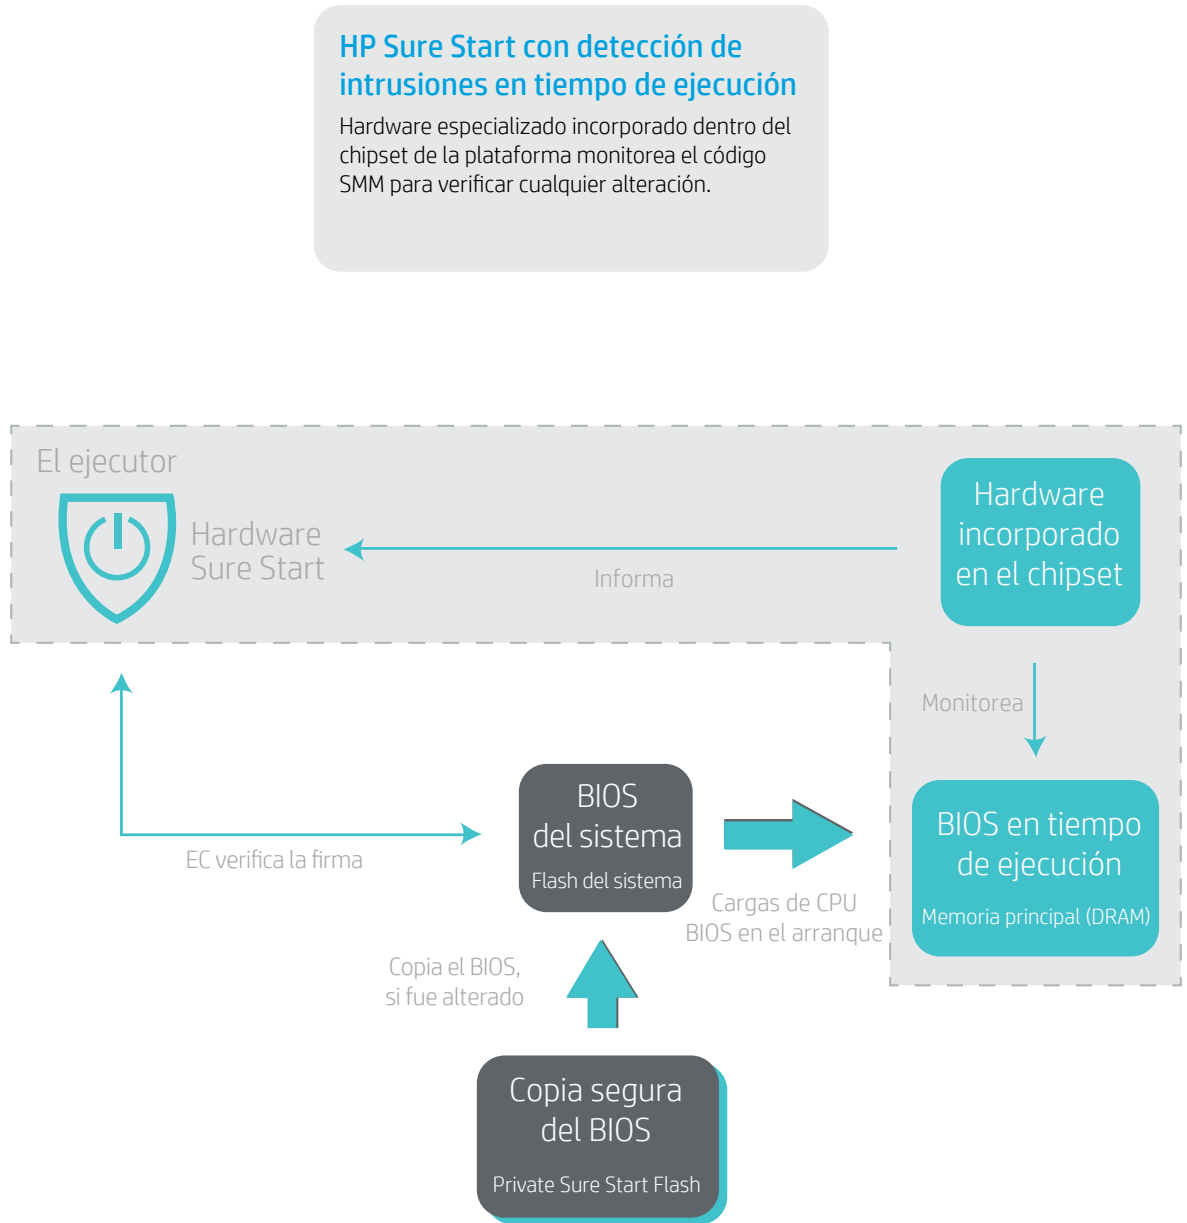 HP Sure Start con detección de
intrusiones en tiempo de ejecución
Hardware especializado incorporado dentro del
chipset de la plataforma monitorea el código
SMM para verificar cualquier alteración.
El ejecutor
Hardware
Sure Start
Informa
Hardware
incorporado
en el chipset
Monitorea
BIOS
del sistema
Flash del sistema
BIOS en tiempo
de ejecución
Memoria principal (DRAM)
EC verifica la firma
Cargas de CPU
BIOS en el arranque
Copia el BIOS,
si fue alterado
Copia segura
del BIOS
Private Sure Start Flash